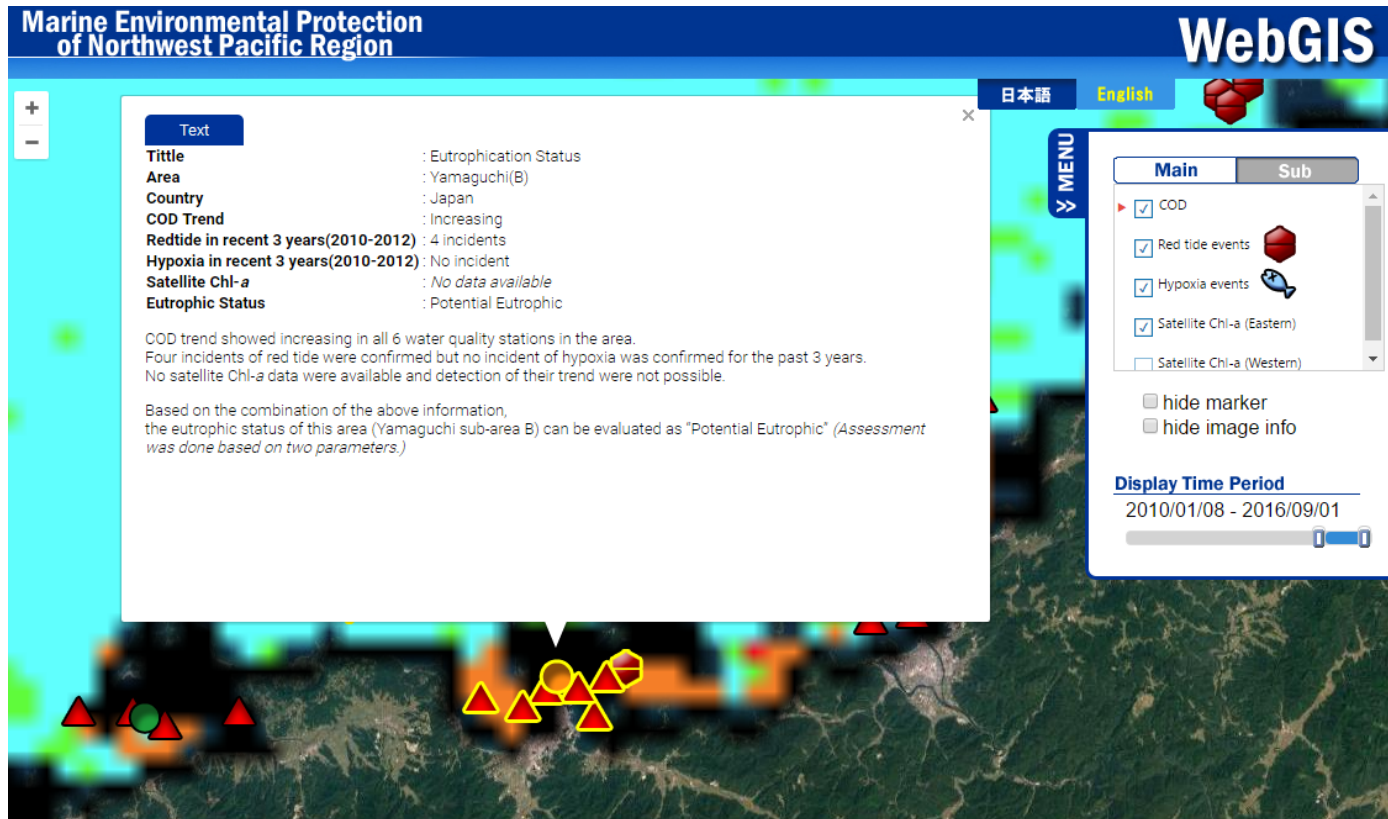 Marine Environmental Protection
of Northwest Pacific Region
WebGIS
日本語 English
+
−
×
Text
Tittle : Eutrophication Status
Area : Yamaguchi(B)
Country : Japan
COD Trend : Increasing
Redtide in recent 3 years(2010-2012) : 4 incidents
Hypoxia in recent 3 years(2010-2012) : No incident
Satellite Chl-a : No data available
Eutrophic Status : Potential Eutrophic
COD trend showed increasing in all 6 water quality stations in the area.
Four incidents of red tide were confirmed but no incident of hypoxia was confirmed for the past 3 years.
No satellite Chl-a data were available and detection of their trend were not possible.
Based on the combination of the above information,
the eutrophic status of this area (Yamaguchi sub-area B) can be evaluated as “Potential Eutrophic” (Assessment
was done based on two parameters.)
>> MENU
Main Sub
COD
Red tide events
Hypoxia events
Satellite Chl-a (Eastern)
Satellite Chl-a (Western)
hide marker
hide image info
Display Time Period
2010/01/08 - 2016/09/01